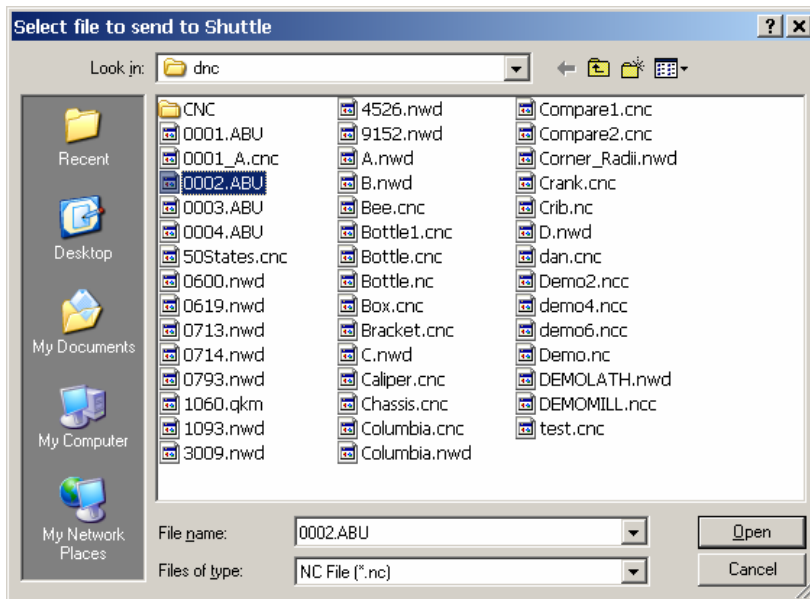 Select file to send to Shuttle
Look in: dnc
Recent
Desktop
My Documents
My Computer
My Network
Places
CNC
0001.ABU
0001_A.cnc
0002.ABU
0003.ABU
0004.ABU
50States.cnc
0600.nwd
0619.nwd
0713.nwd
0714.nwd
0793.nwd
1060.qkm
1093.nwd
3009.nwd
4526.nwd
9152.nwd
A.nwd
B.nwd
Bee.cnc
Bottle1.cnc
Bottle.cnc
Bottle.nc
Box.cnc
Bracket.cnc
C.nwd
Caliper.cnc
Chassis.cnc
Columbia.cnc
Columbia.nwd
Compare1.cnc
Compare2.cnc
Corner_Radii.nwd
Crank.cnc
Crib.nc
D.nwd
dan.cnc
Demo2.ncc
demo4.ncc
demo6.ncc
Demo.nc
DEMOLATH.nwd
DEMOMILL.ncc
test.cnc
File name: 0002.ABU Open
Files of type: NC File (*.nc) Cancel